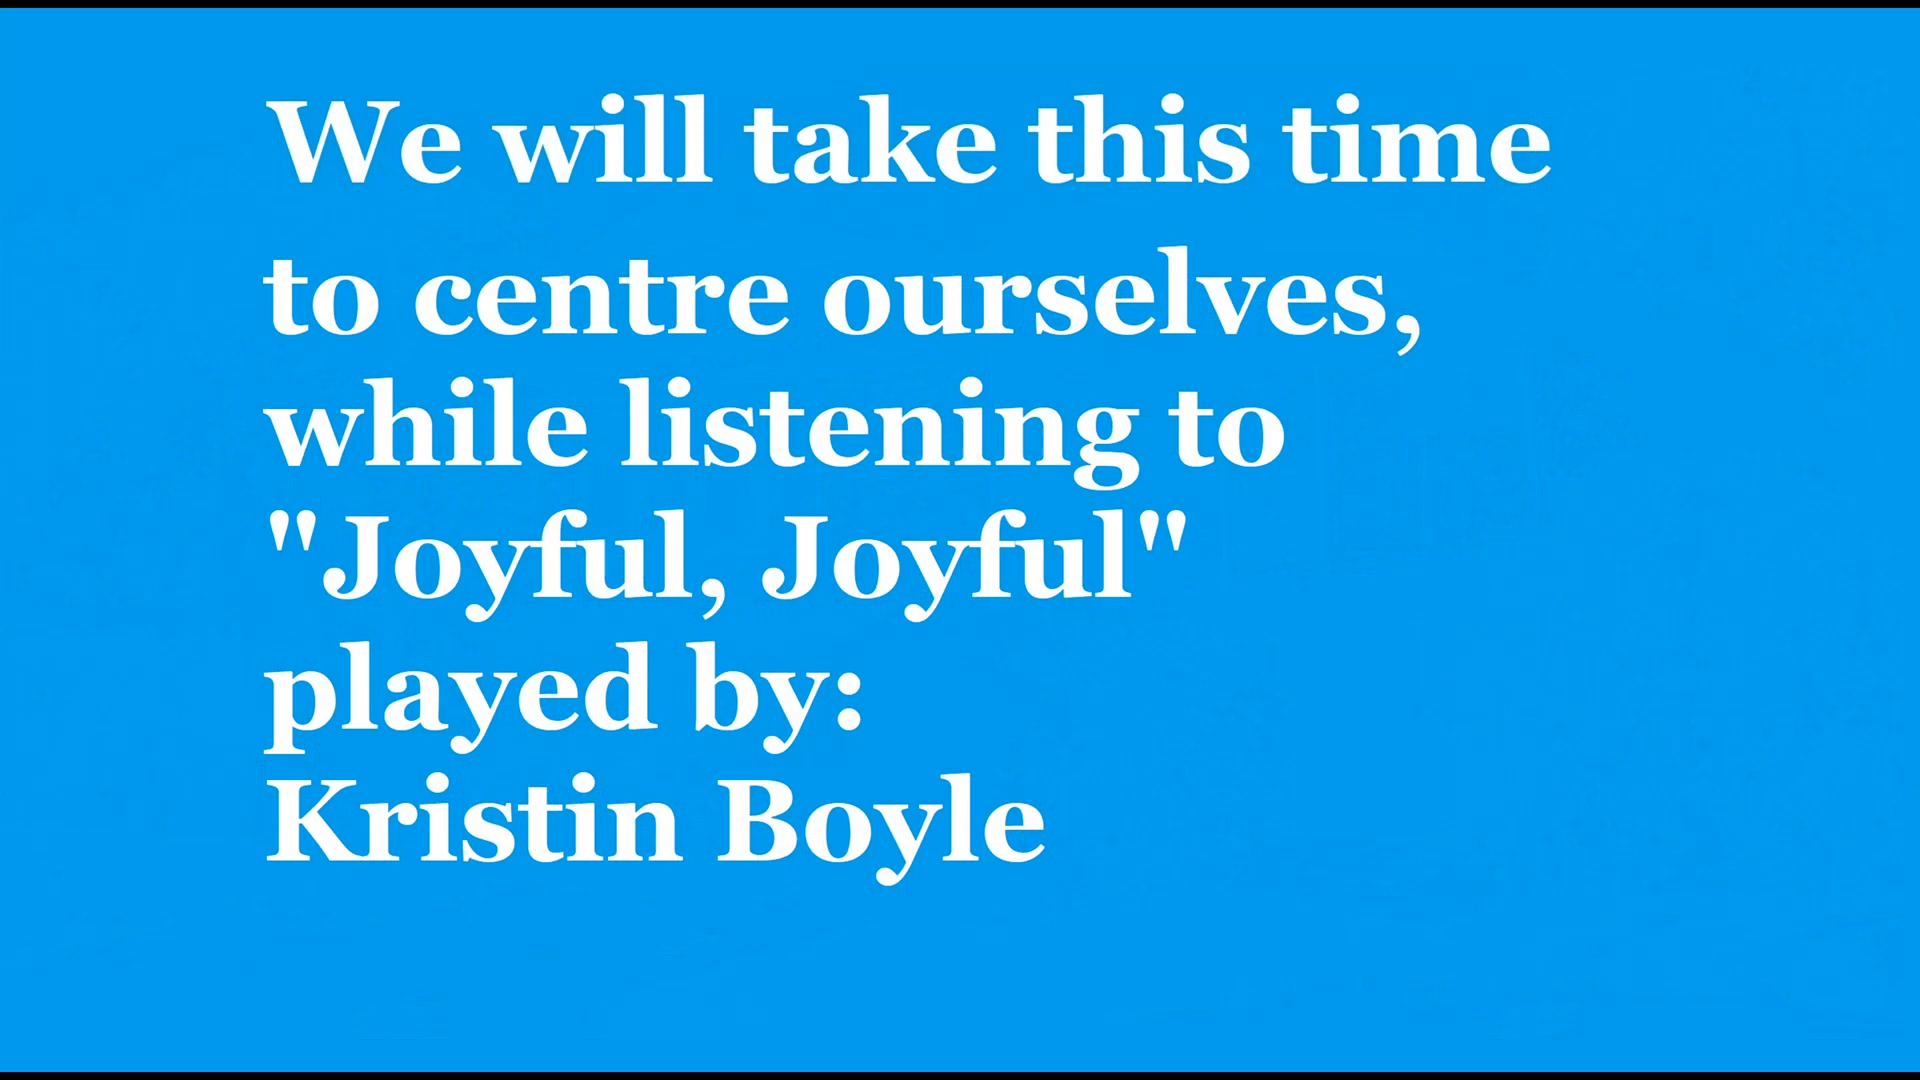 We will take this time
to centre ourselves,
while listening to
"Joyful, Joyful"
played by:
Kristin Boyle